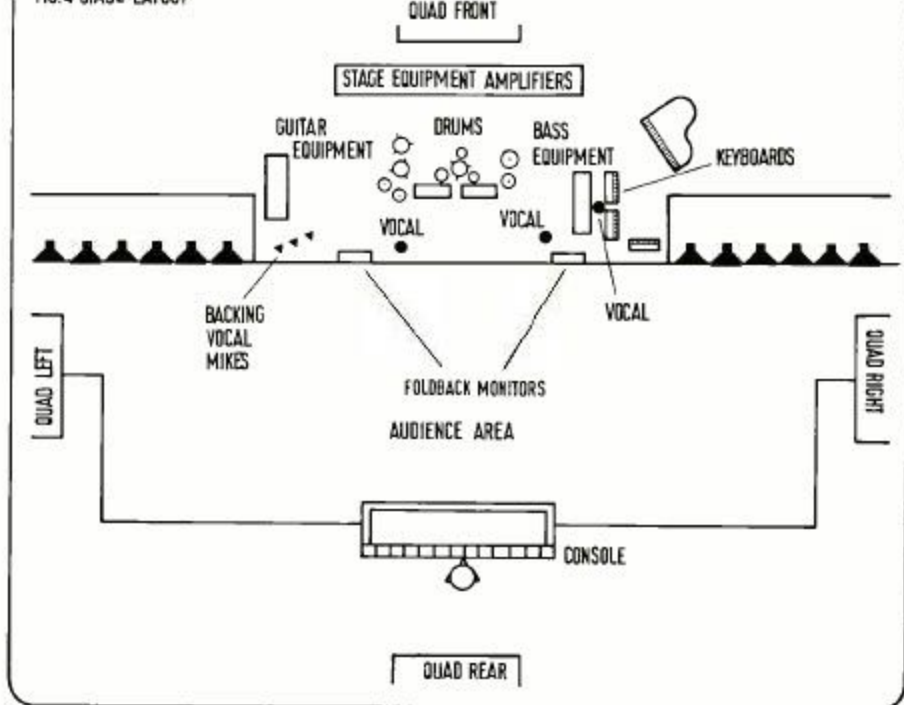 QUAD FRONT
STAGE EQUIPMENT AMPLIFIERS
GUITAR
EQUIPMENT
DRUMS
BASS
EQUIPMENT
KEYBOARDS
VOCAL
VOCAL
VOCAL
BACKING
VOCAL
MIKES
FOLDBACK MONITORS
QUAD LEFT
QUAD RIGHT
AUDIENCE AREA
CONSOLE
QUAD REAR